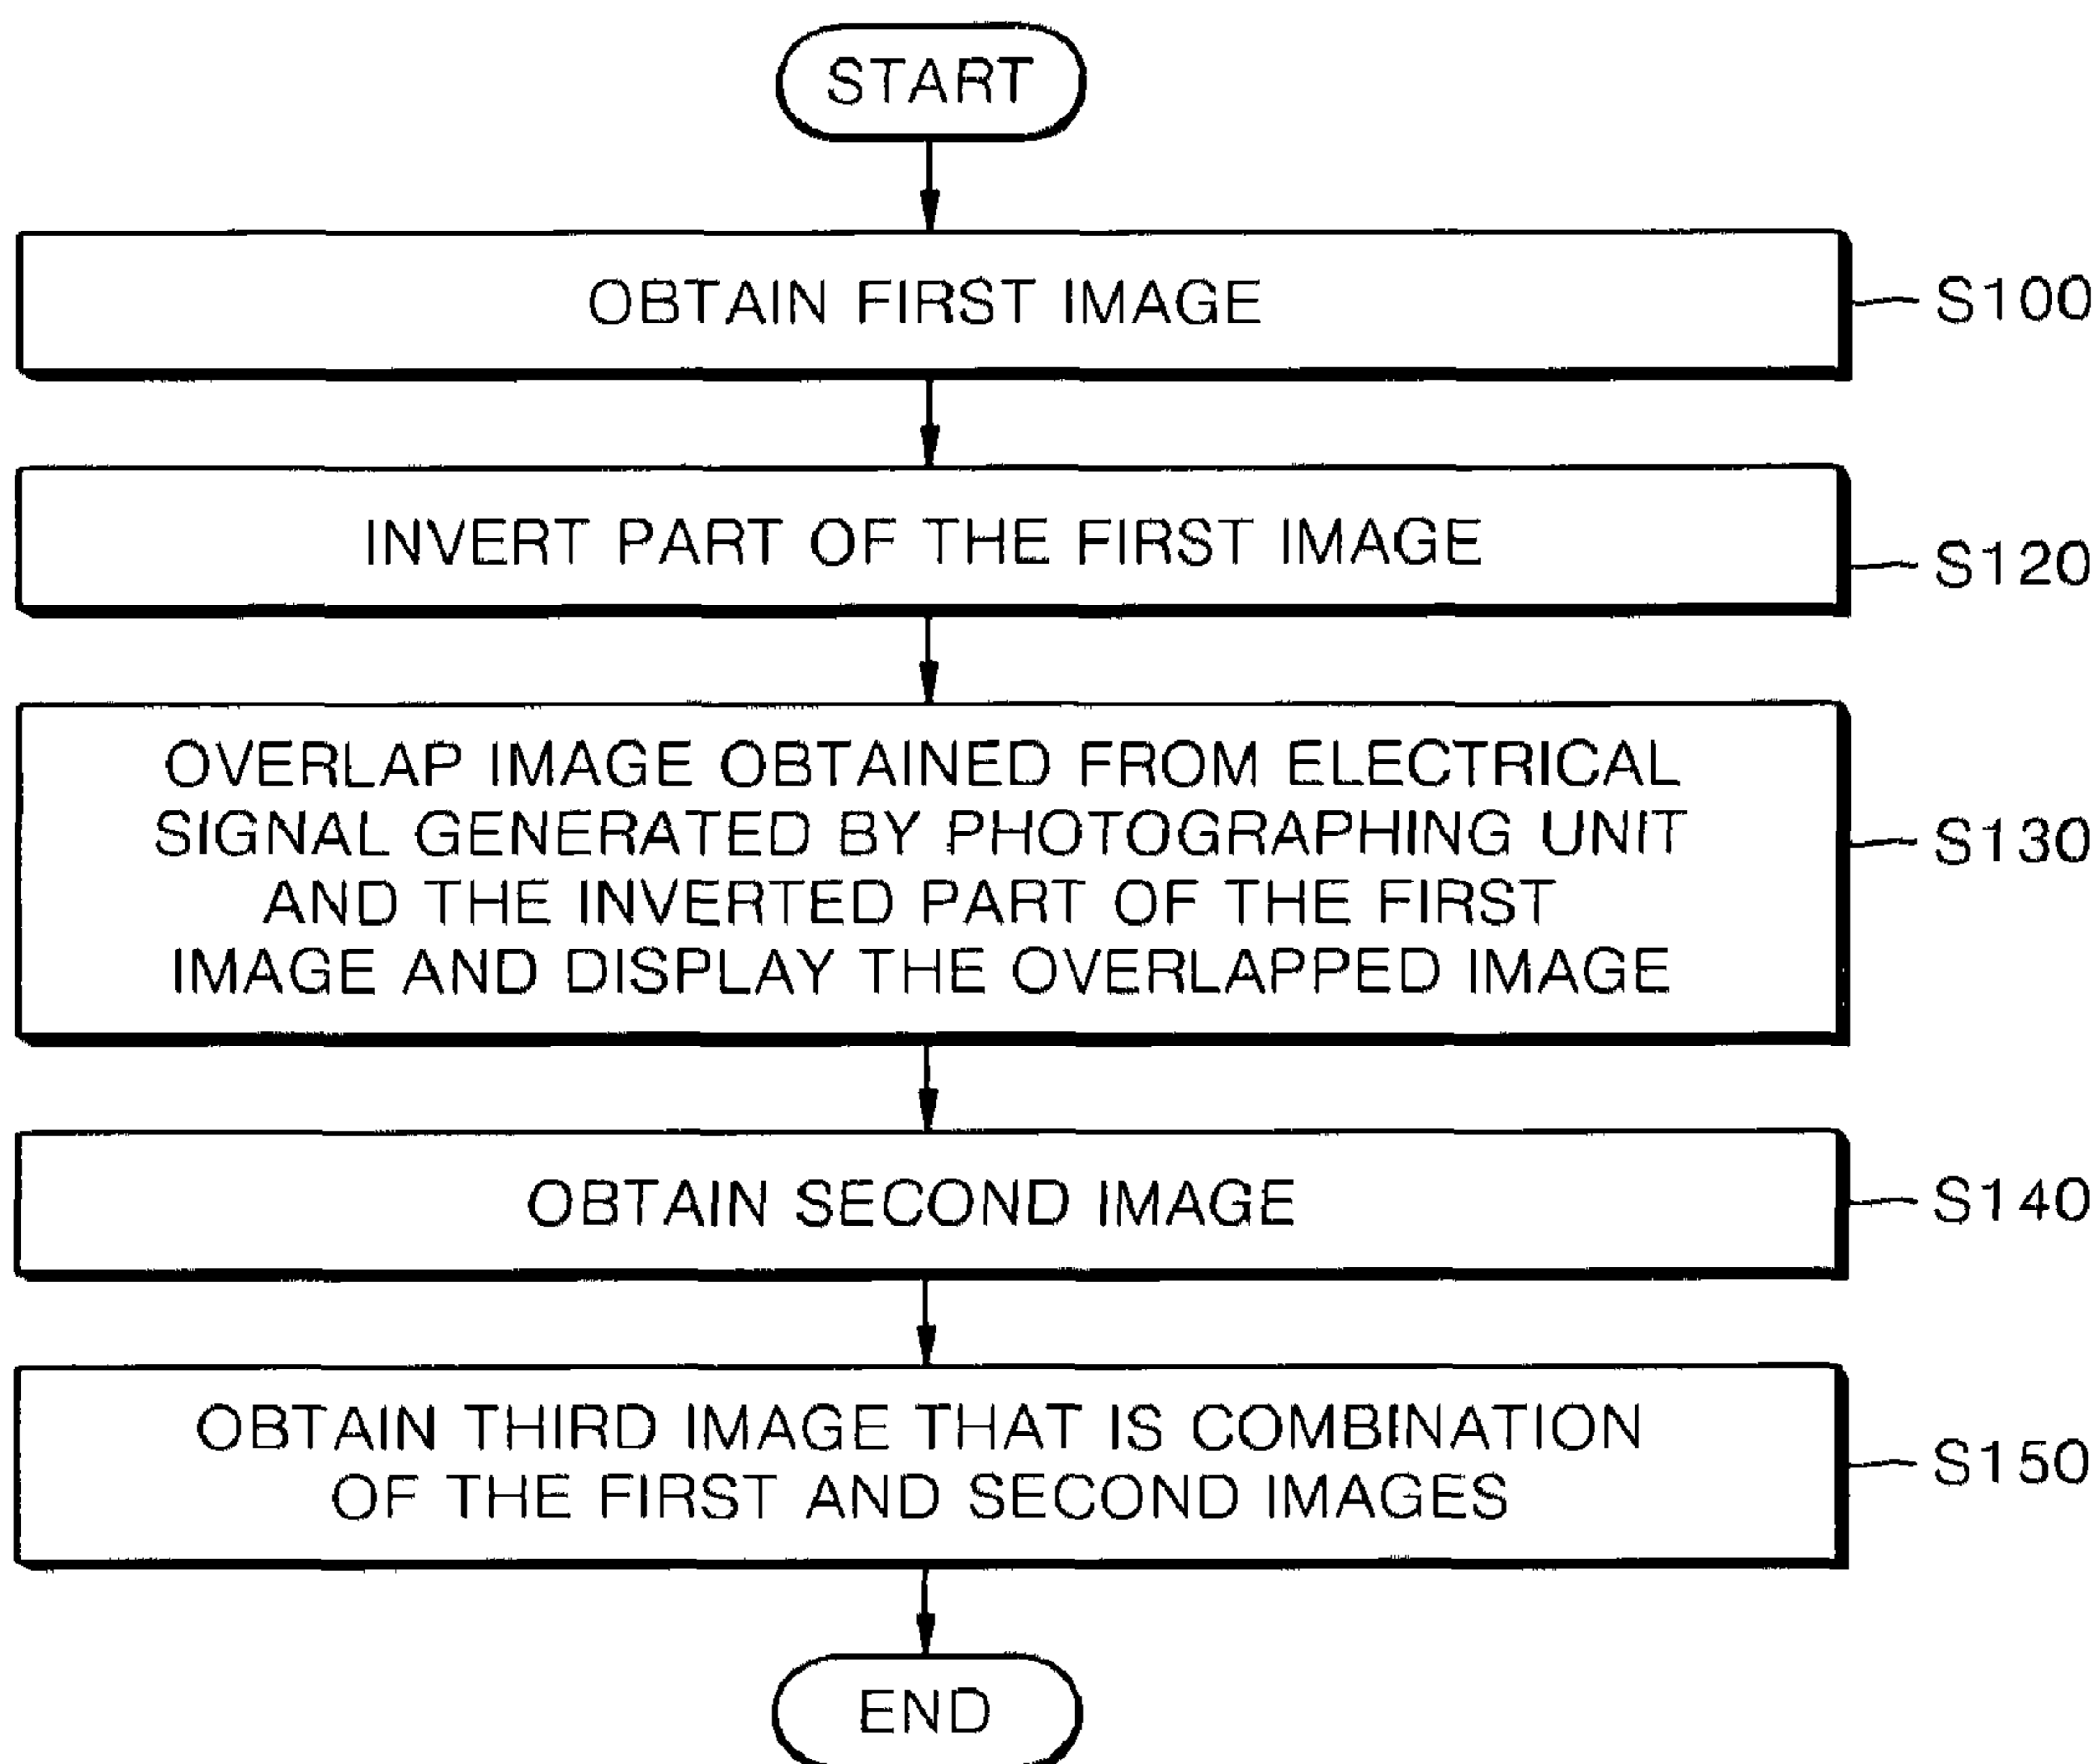 START
OBTAIN FIRST IMAGE
S100
INVERT PART OF THE FIRST IMAGE
S120
OVERLAP IMAGE OBTAINED FROM ELECTRICAL
SIGNAL GENERATED BY PHOTOGRAPHING UNIT
AND THE INVERTED PART OF THE FIRST
IMAGE AND DISPLAY THE OVERLAPPED IMAGE
S130
OBTAIN SECOND IMAGE
S140
OBTAIN THIRD IMAGE THAT IS COMBINATION
OF THE FIRST AND SECOND IMAGES
S150
END